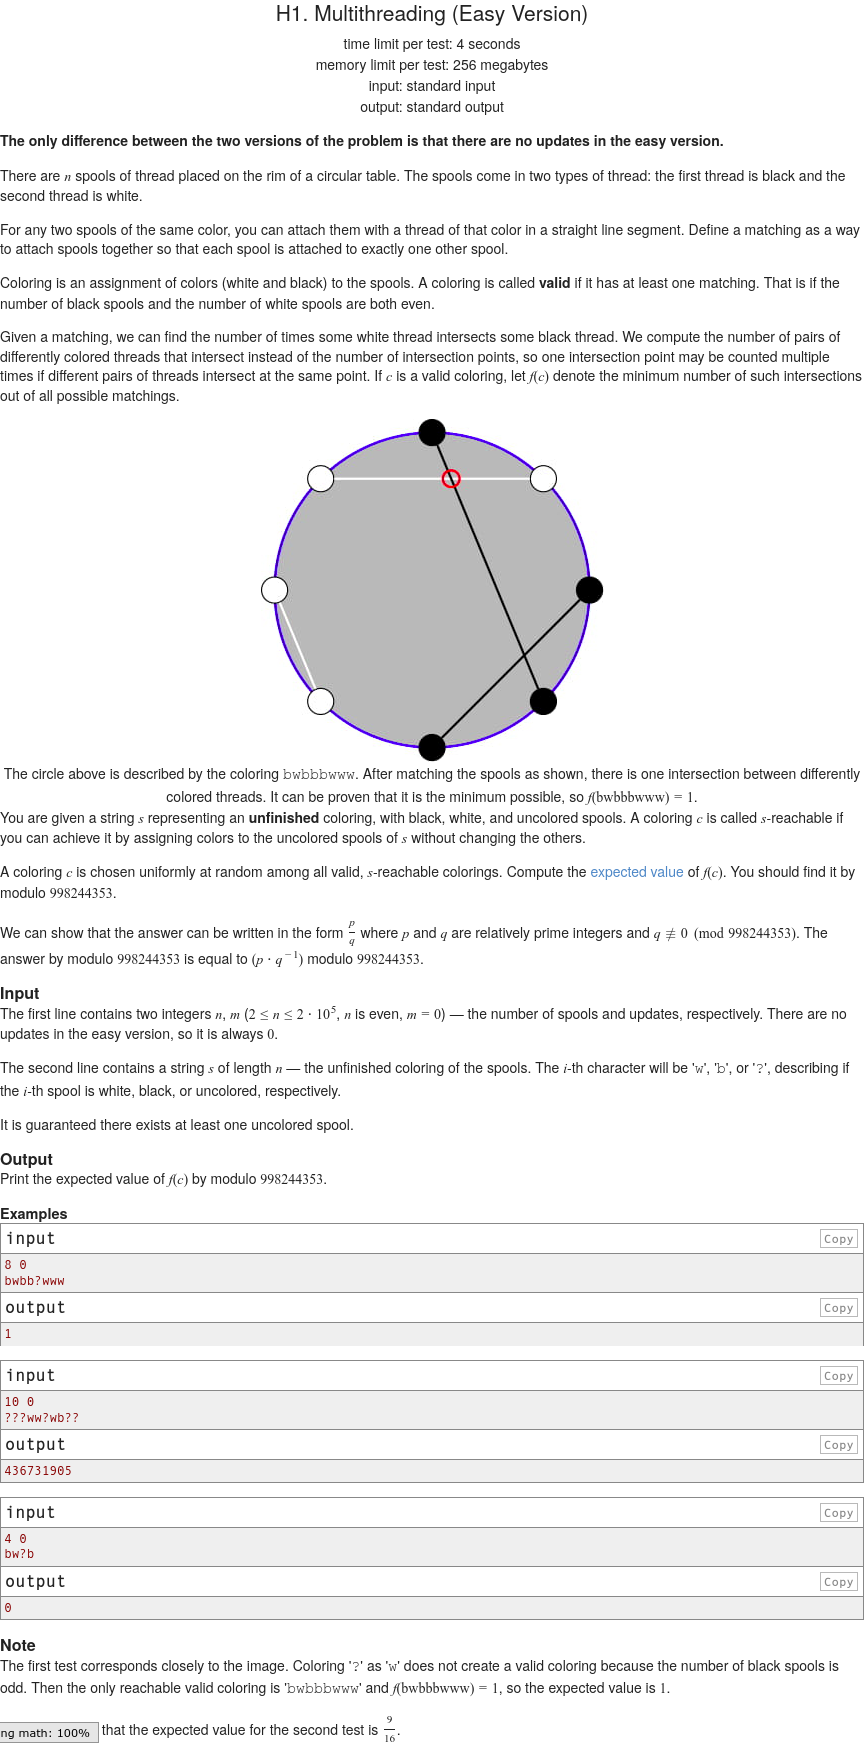 H1. Multithreading (Easy Version)
time limit per test: 4 seconds
memory limit per test: 256 megabytes
input: standard input
output: standard output
The only difference between the two versions of the problem is that there are no updates in the easy version.
There are n spools of thread placed on the rim of a circular table. The spools come in two types of thread: the first thread is black and the
second thread is white.
For any two spools of the same color, you can attach them with a thread of that color in a straight line segment. Define a matching as a way
to attach spools together so that each spool is attached to exactly one other spool.
Coloring is an assignment of colors (white and black) to the spools. A coloring is called valid if it has at least one matching. That is if the
number of black spools and the number of white spools are both even.
Given a matching, we can find the number of times some white thread intersects some black thread. We compute the number of pairs of
differently colored threads that intersect instead of the number of intersection points, so one intersection point may be counted multiple
times if different pairs of threads intersect at the same point. If c is a valid coloring, let f(c) denote the minimum number of such intersections
out of all possible matchings.
The circle above is described by the coloring bwbbbwww. After matching the spools as shown, there is one intersection between differently
colored threads. It can be proven that it is the minimum possible, so f(bwbbbwww) = 1.
You are given a string s representing an unfinished coloring, with black, white, and uncolored spools. A coloring c is called s-reachable if
you can achieve it by assigning colors to the uncolored spools of s without changing the others.
A coloring c is chosen uniformly at random among all valid, s-reachable colorings. Compute the expected value of f(c). You should find it by
modulo 998244353.
We can show that the answer can be written in the form p/q where p and q are relatively prime integers and q ≢ 0 (mod 998244353). The
answer by modulo 998244353 is equal to (p · q⁻¹) modulo 998244353.
Input
The first line contains two integers n, m (2 ≤ n ≤ 2 · 10⁵, n is even, m = 0) — the number of spools and updates, respectively. There are no
updates in the easy version, so it is always 0.
The second line contains a string s of length n — the unfinished coloring of the spools. The i-th character will be 'w', 'b', or '?', describing if
the i-th spool is white, black, or uncolored, respectively.
It is guaranteed there exists at least one uncolored spool.
Output
Print the expected value of f(c) by modulo 998244353.
Examples
input Copy
8 0
bwbb?www
output Copy
1
input Copy
10 0
???ww?wb??
output Copy
436731905
input Copy
4 0
bw?b
output Copy
0
Note
The first test corresponds closely to the image. Coloring '?' as 'w' does not create a valid coloring because the number of black spools is
odd. Then the only reachable valid coloring is 'bwbbbwww' and f(bwbbbwww) = 1, so the expected value is 1.
ng math: 100% that the expected value for the second test is 9/16.